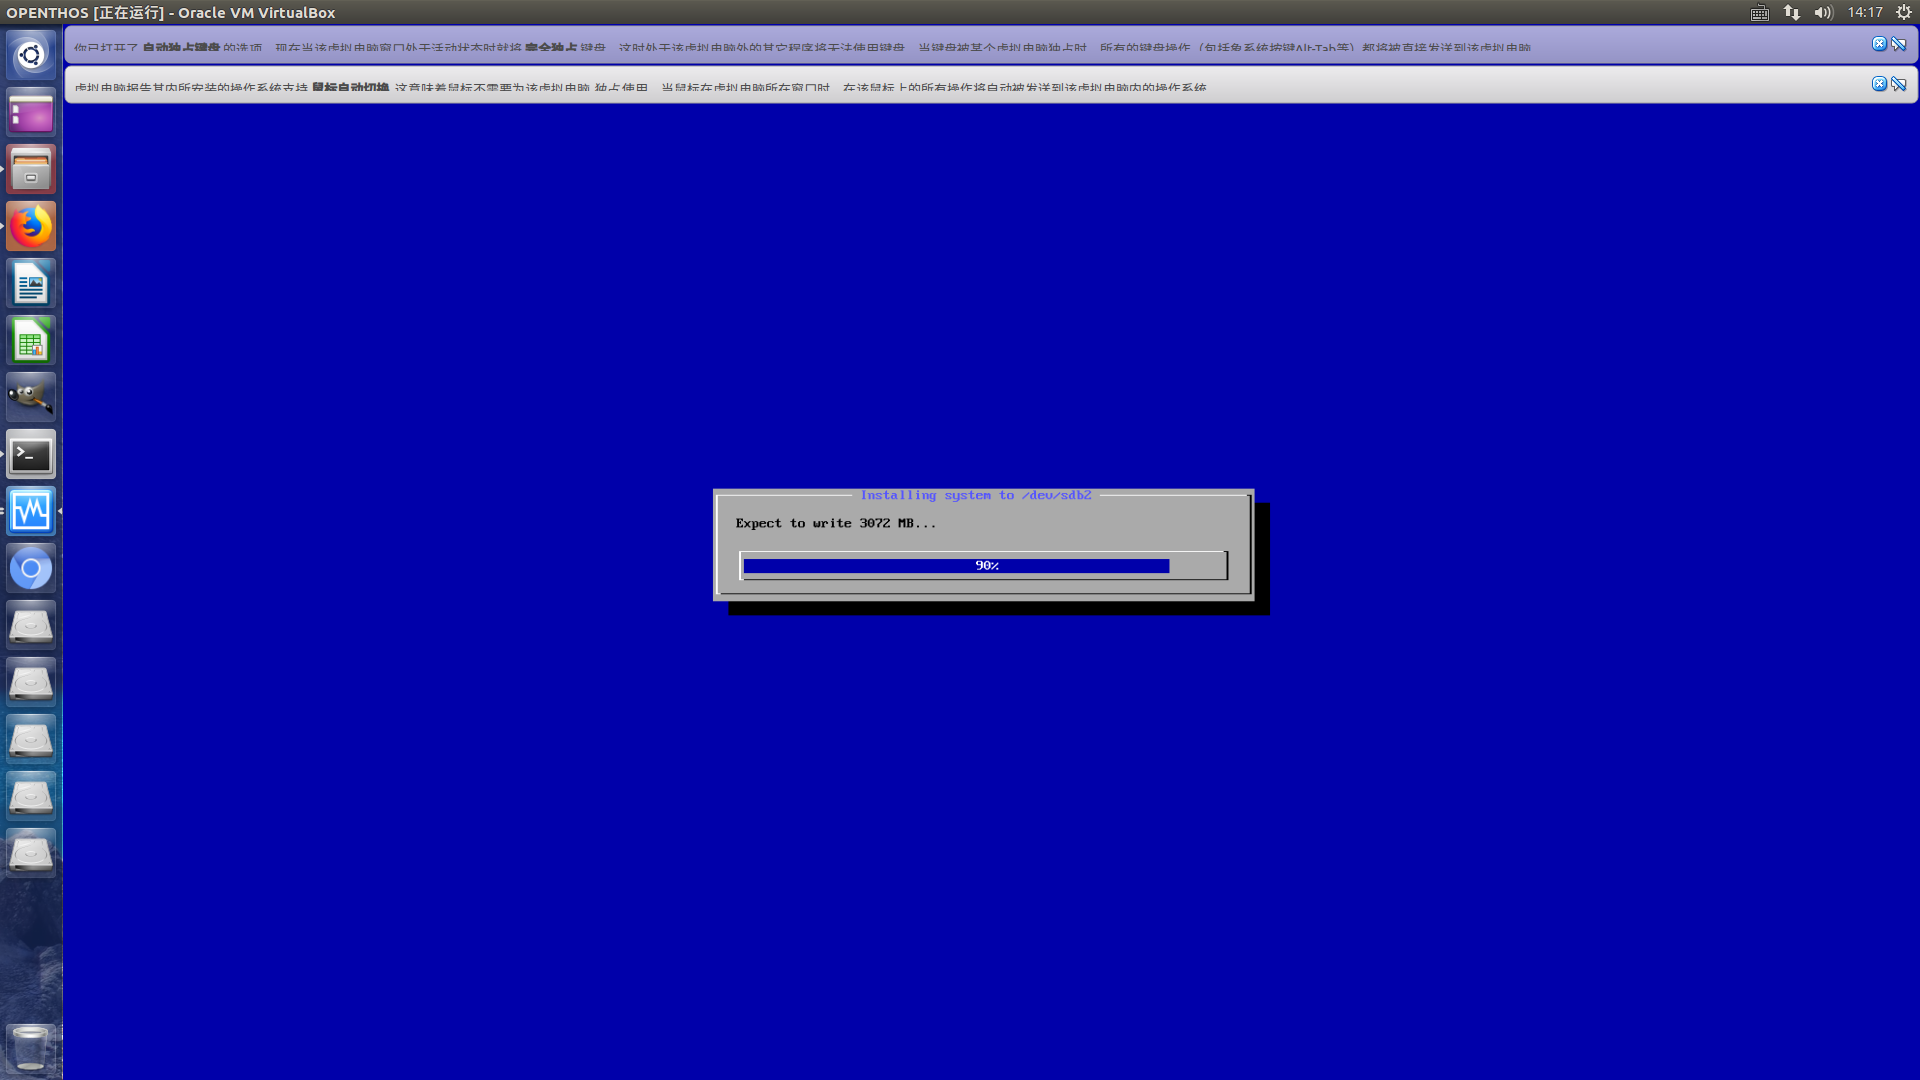 OPENTHOS [正在运行] - Oracle VM VirtualBox
14:17
你已打开了 自动独占键盘 的选项。现在当该虚拟电脑窗口处于活动状态时就将 完全独占 键盘。这时处于该虚拟电脑外的其它程序将无法使用键盘。当键盘被某个虚拟电脑独占时，所有的键盘操作（包括象系统按键Alt-Tab等）都将被直接发送到该虚拟电脑
虚拟电脑报告其内所安装的操作系统支持 鼠标自动切换。这意味着鼠标不需要为该虚拟电脑 独占使用。当鼠标在虚拟电脑所在窗口时，在该鼠标上的所有操作将自动被发送到该虚拟电脑内的操作系统
Installing system to /dev/sdb2
Expect to write 3072 MB...
90%